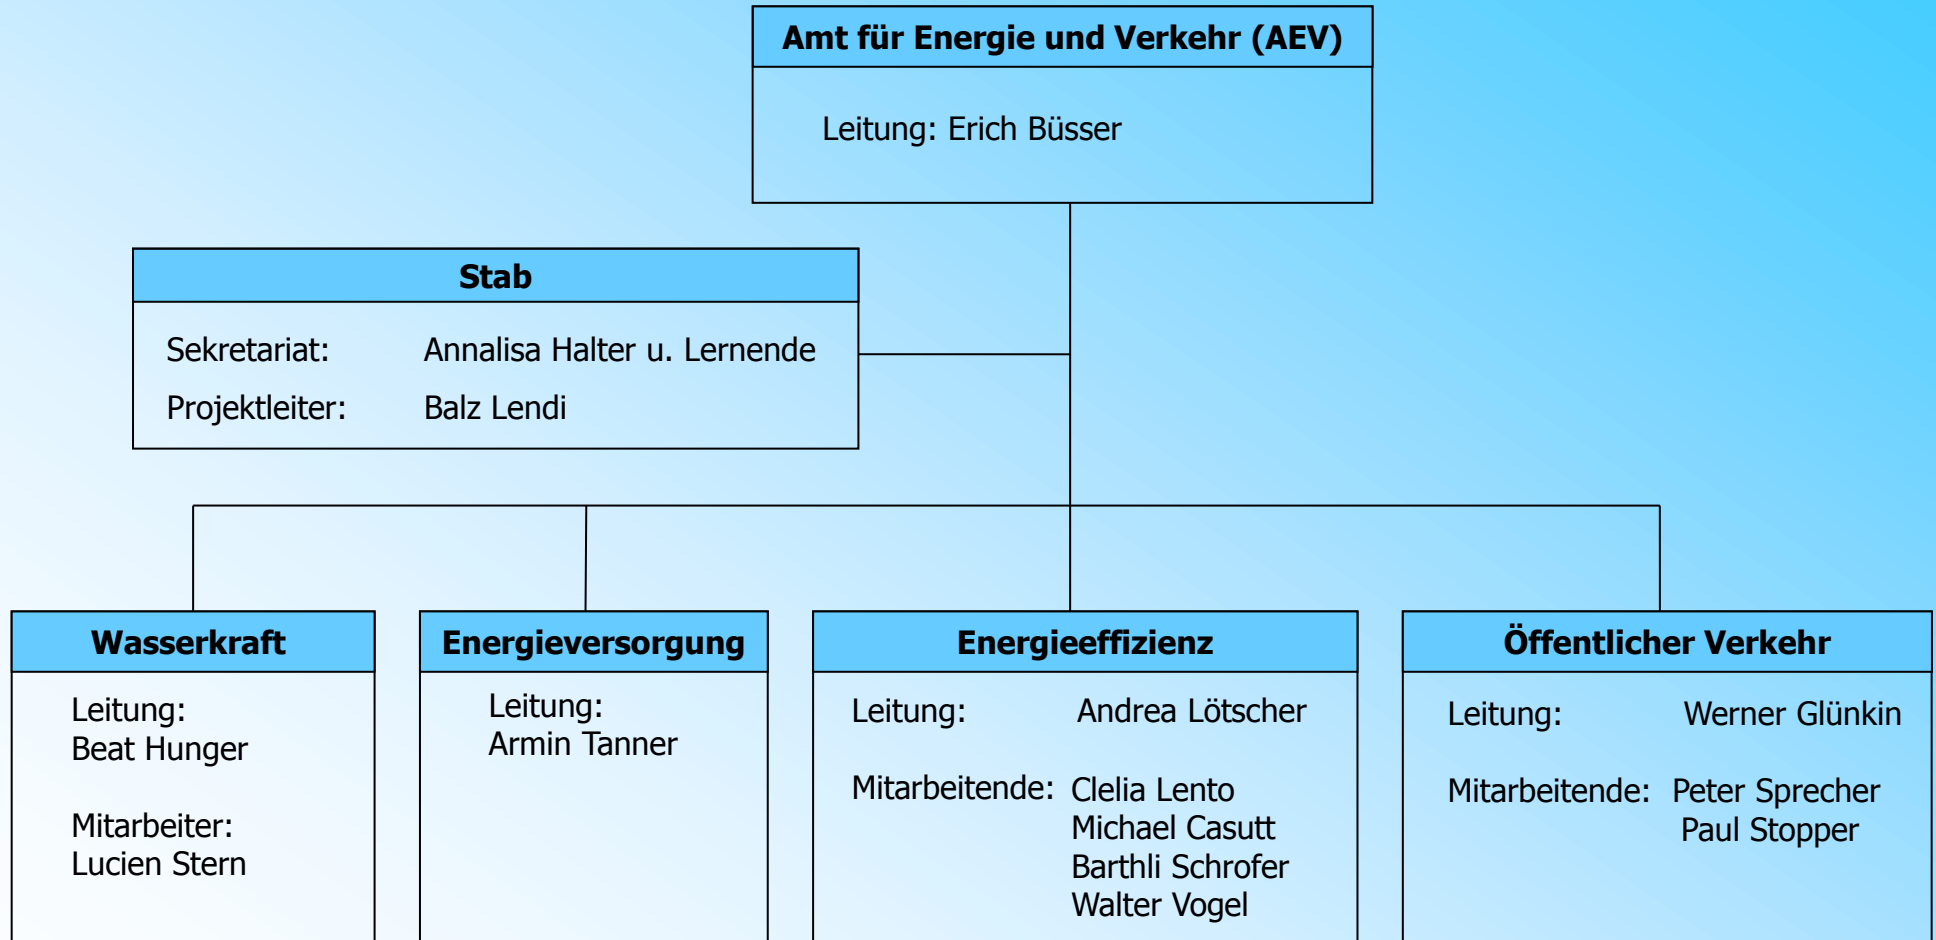 Amt für Energie und Verkehr (AEV)
Leitung: Erich Büsser
Stab
Sekretariat: Annalisa Halter u. Lernende
Projektleiter: Balz Lendi
Wasserkraft
Leitung:
Beat Hunger
Mitarbeiter:
Lucien Stern
Energieversorgung
Leitung:
Armin Tanner
Energieeffizienz
Leitung: Andrea Lötscher
Mitarbeitende: Clelia Lento
Michael Casutt
Barthli Schrofer
Walter Vogel
Öffentlicher Verkehr
Leitung: Werner Glünkin
Mitarbeitende: Peter Sprecher
Paul Stopper